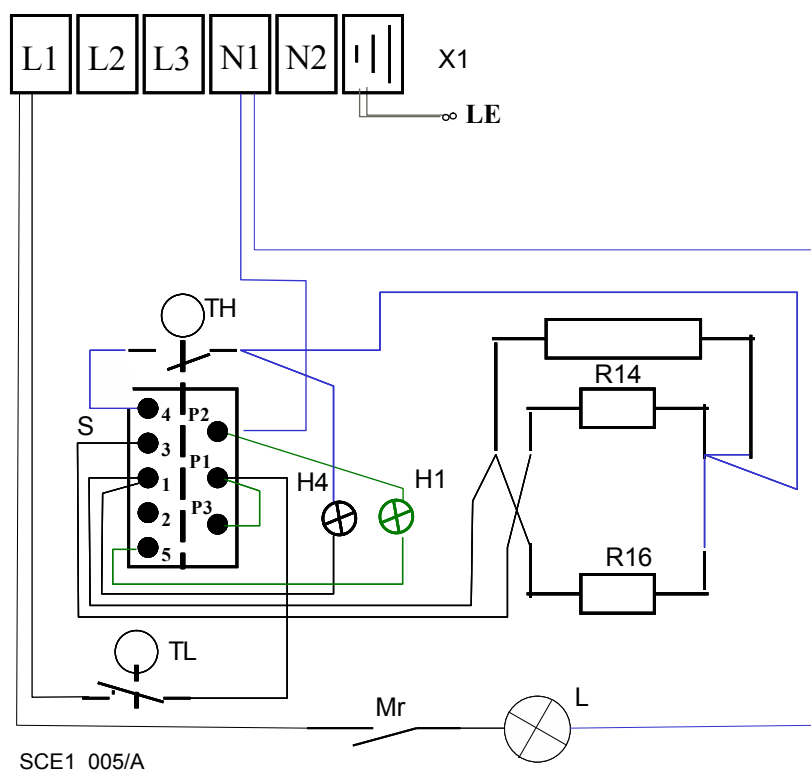 L1 L2 L3 N1 N2 X1
∞ LE
TH
R14
S 4 P2
3
1 P1 H4 H1
2 P3
5
R16
TL
Mr L
SCE1 005/A